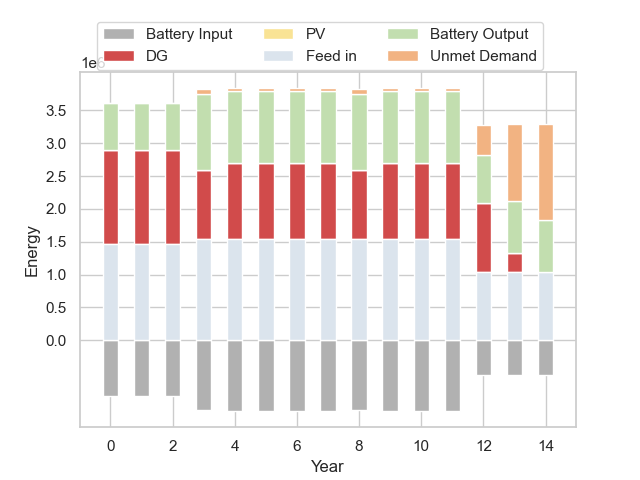 Battery Input PV Battery Output
DG Feed in Unmet Demand
1e6
3.5
3.0
2.5
2.0
1.5
1.0
0.5
0.0
Energy
0 2 4 6 8 10 12 14
Year